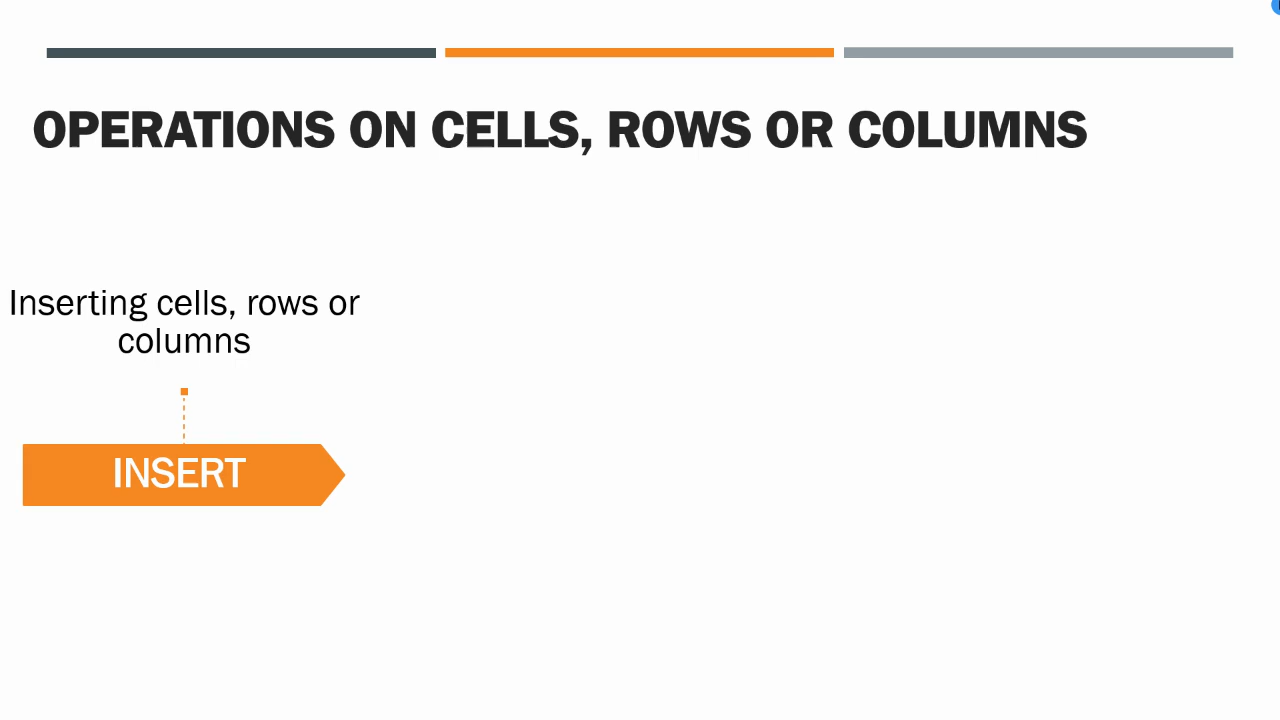 OPERATIONS ON CELLS, ROWS OR COLUMNS
Inserting cells, rows or
columns
INSERT